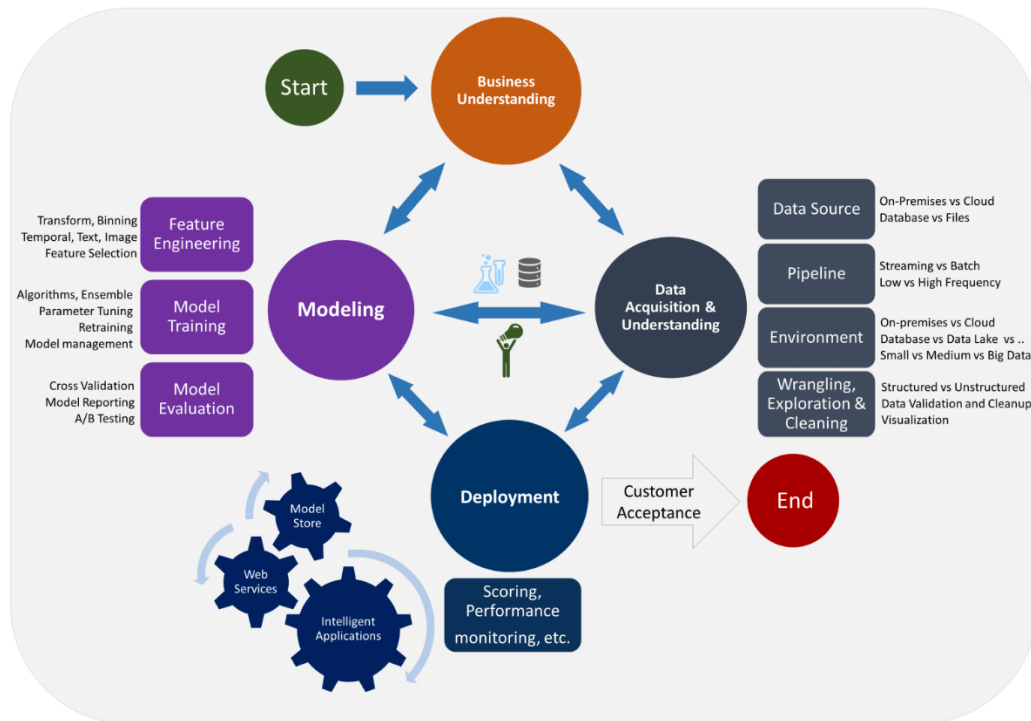 Start
Business
Understanding
Transform, Binning
Temporal, Text, Image
Feature Selection
Feature
Engineering
Algorithms, Ensemble
Parameter Tuning
Retraining
Model management
Model
Training
Cross Validation
Model Reporting
A/B Testing
Model
Evaluation
Modeling
Data
Acquisition &
Understanding
Data Source
On-Premises vs Cloud
Database vs Files
Pipeline
Streaming vs Batch
Low vs High Frequency
Environment
On-premises vs Cloud
Database vs Data Lake vs ..
Small vs Medium vs Big Data
Wrangling,
Exploration &
Cleaning
Structured vs Unstructured
Data Validation and Cleanup
Visualization
Deployment
Customer
Acceptance
End
Scoring,
Performance
monitoring, etc.
Model
Store
Web
Services
Intelligent
Applications